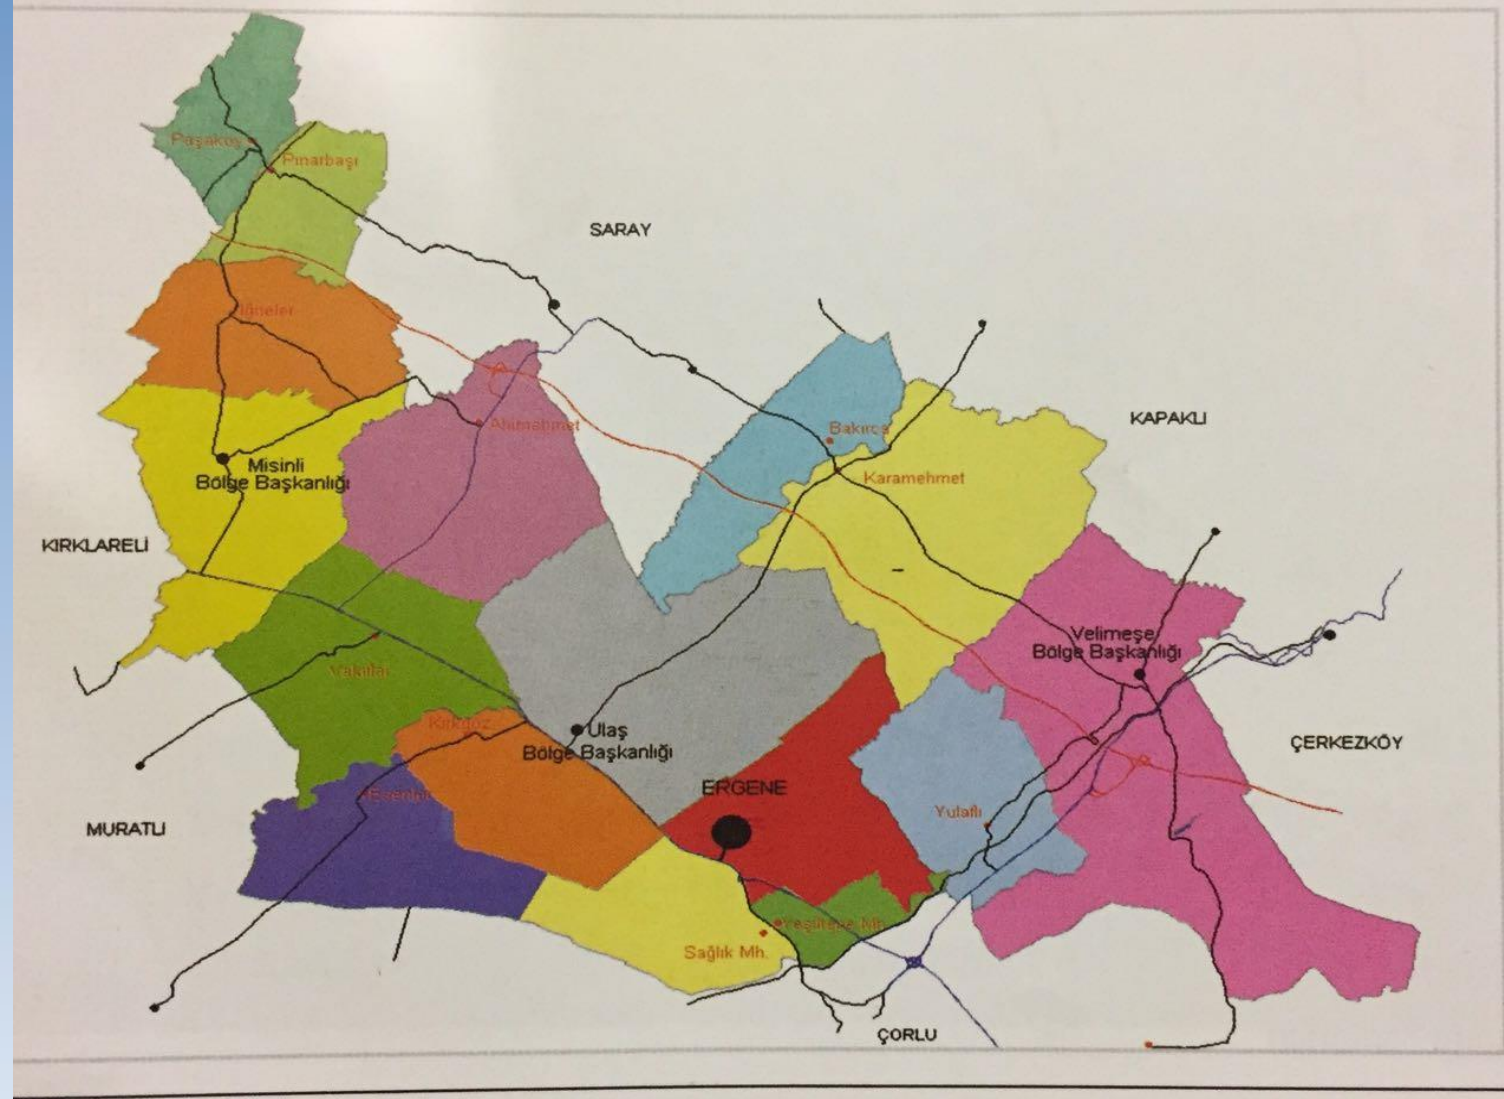 Paşaköy
Pınarbaşı
SARAY
İğneler
KAPAKLI
Ahimehmet
Bakırca
Misinli
Bölge Başkanlığı
Karamehmet
KIRKLARELİ
Velimeşe
Bölge Başkanlığı
Vakıflar
Kırkgöz
Ulaş
Bölge Başkanlığı
ÇERKEZKÖY
ERGENE
Esenler
Yulaflı
MURATLI
Yeşiltepe Mh.
Sağlık Mh.
ÇORLU